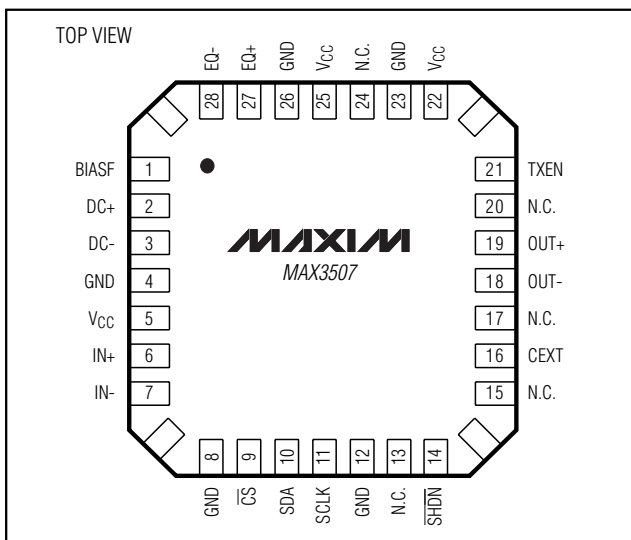 TOP VIEW
EQ-
EQ+
GND
VCC
N.C.
GND
VCC
28
27
26
25
24
23
22
BIASF 1
DC+ 2
DC- 3
GND 4
VCC 5
IN+ 6
IN- 7
MAXIM
MAX3507
21 TXEN
20 N.C.
19 OUT+
18 OUT-
17 N.C.
16 CEXT
15 N.C.
8
9
10
11
12
13
14
GND
C̅S̅
SDA
SCLK
GND
N.C.
S̅H̅D̅N̅